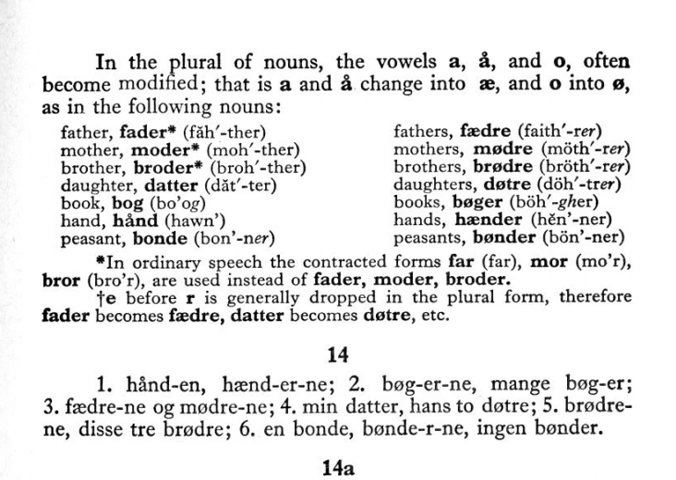 In the plural of nouns, the vowels a, å, and o, often
become modified; that is a and å change into æ, and o into ø,
as in the following nouns:
father, fader* (făh′-ther) fathers, fædre (faith′-rer)
mother, moder* (moh′-ther) mothers, mødre (möth′-rer)
brother, broder* (broh′-ther) brothers, brødre (bröth′-rer)
daughter, datter (dăt′-ter) daughters, døtre (döh′-trer)
book, bog (bo'og) books, bøger (böh′-gher)
hand, hånd (hawn') hands, hænder (hĕn'-ner)
peasant, bonde (bon'-ner) peasants, bønder (bön'-ner)
*In ordinary speech the contracted forms far (far), mor (mo'r),
bror (bro'r), are used instead of fader, moder, broder.
†e before r is generally dropped in the plural form, therefore
fader becomes fædre, datter becomes døtre, etc.
14
1. hånd-en, hænd-er-ne; 2. bøg-er-ne, mange bøg-er;
3. fædre-ne og mødre-ne; 4. min datter, hans to døtre; 5. brødre-
ne, disse tre brødre; 6. en bonde, bønde-r-ne, ingen bønder.
14a